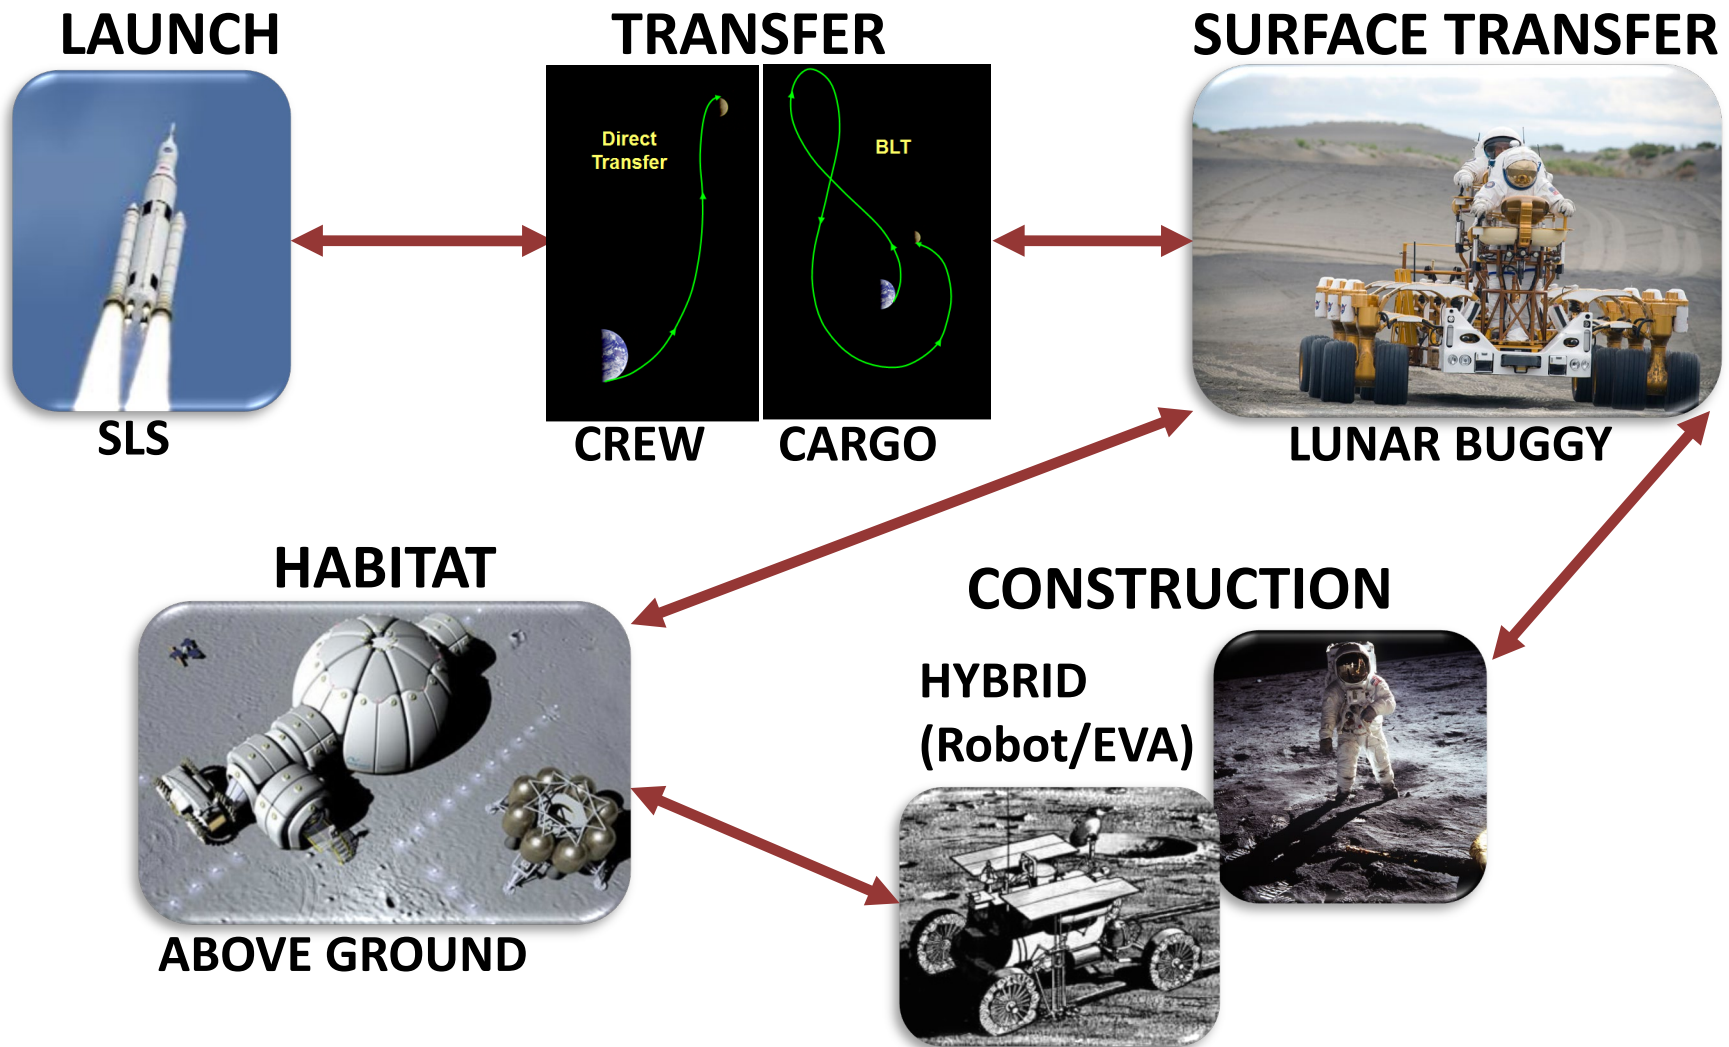 LAUNCH
TRANSFER
SURFACE TRANSFER
Direct
Transfer
BLT
SLS
CREW
CARGO
LUNAR BUGGY
HABITAT
CONSTRUCTION
HYBRID
(Robot/EVA)
ABOVE GROUND